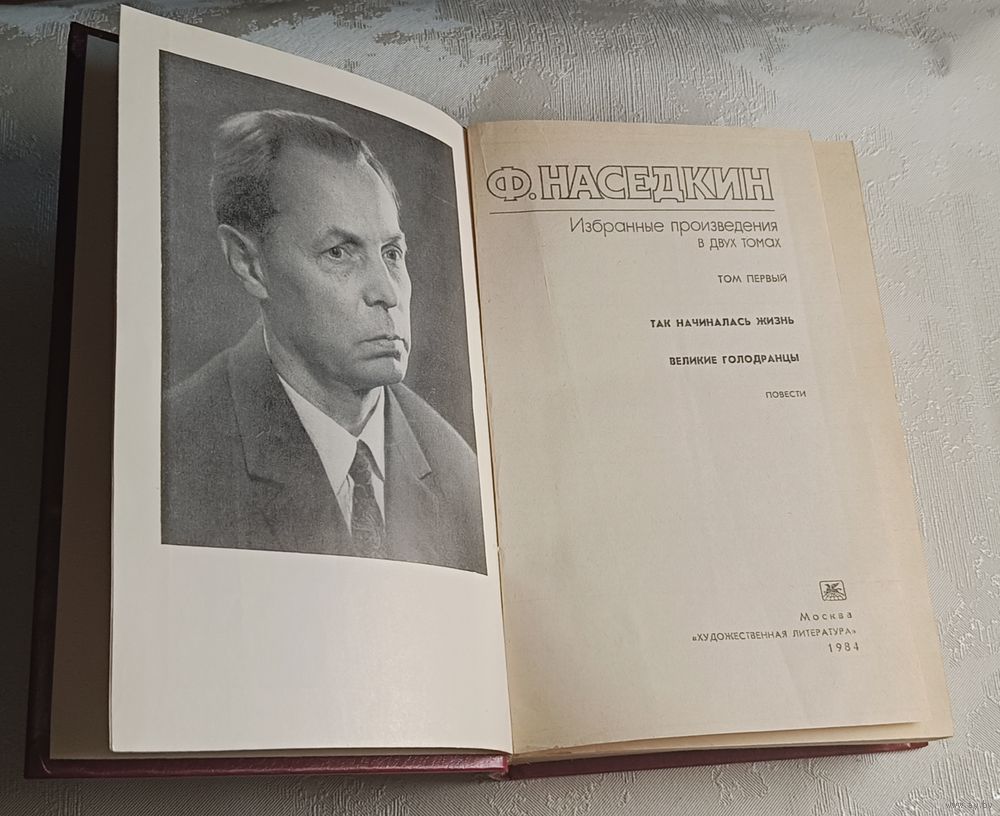 Ф. НАСЕДКИН
Избранные произведения
в двух томах
ТОМ ПЕРВЫЙ
ТАК НАЧИНАЛАСЬ ЖИЗНЬ
ВЕЛИКИЕ ГОЛОДРАНЦЫ
ПОВЕСТИ
Москва
«ХУДОЖЕСТВЕННАЯ ЛИТЕРАТУРА»
1984